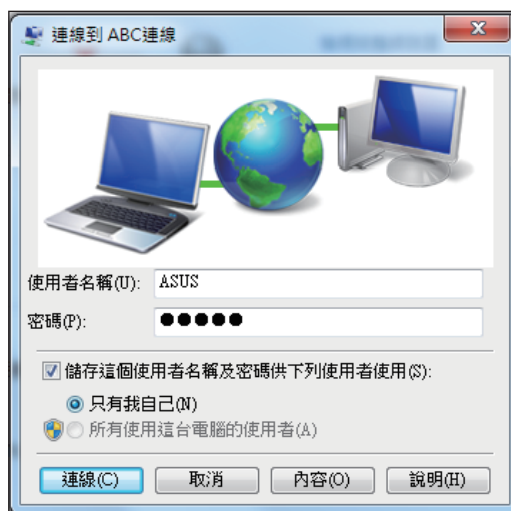 連線到 ABC連線
使用者名稱(U): ASUS
密碼(P): ●●●●●
儲存這個使用者名稱及密碼供下列使用者使用(S):
只有我自己(N)
所有使用這台電腦的使用者(A)
連線(C) 取消 內容(O) 說明(H)